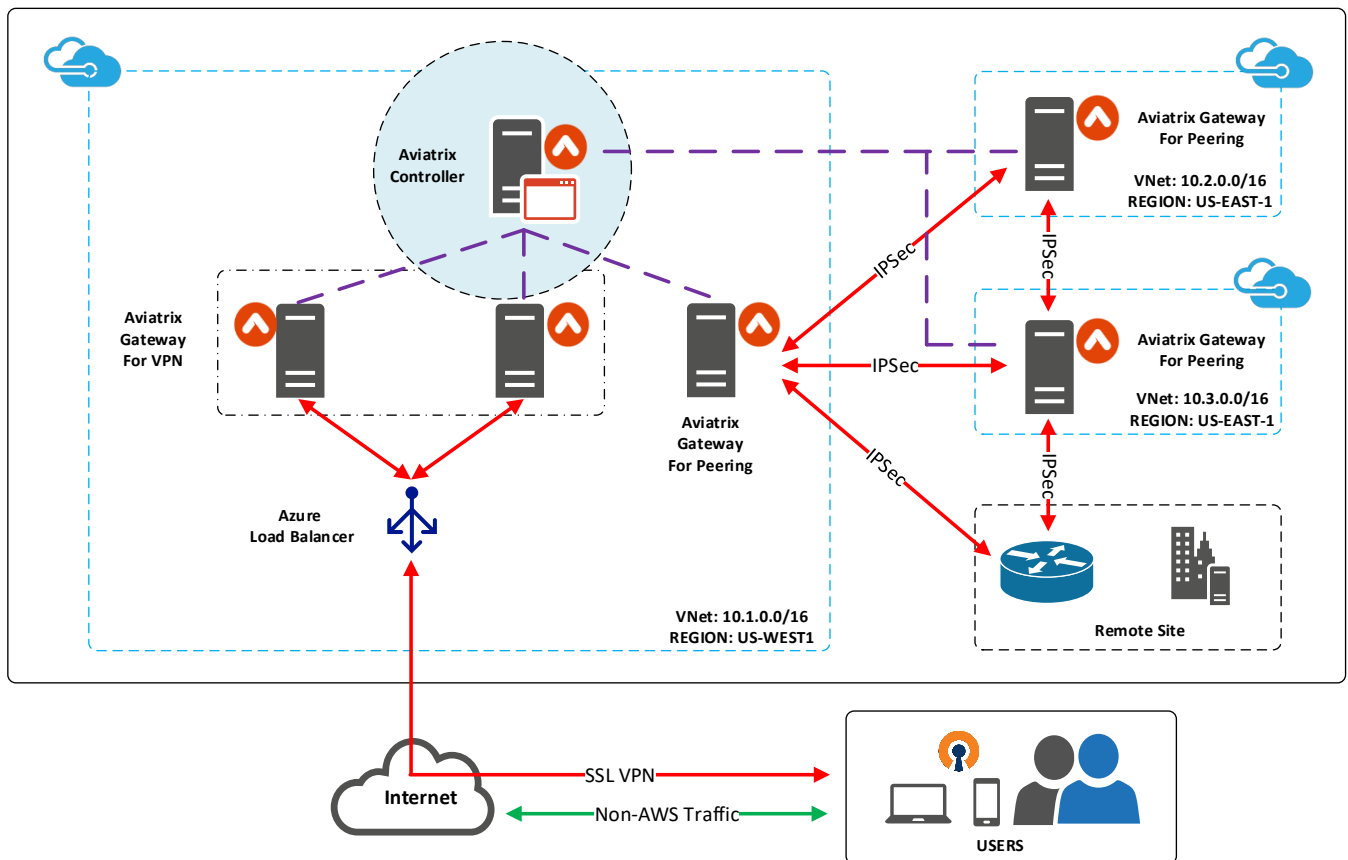 Aviatrix
Controller
Aviatrix Gateway
For Peering
VNet: 10.2.0.0/16
REGION: US-EAST-1
IPSec
IPSec
Aviatrix
Gateway
For VPN
Aviatrix Gateway
For Peering
IPSec
VNet: 10.3.0.0/16
REGION: US-EAST-1
Aviatrix
Gateway
For Peering
IPSec
IPSec
Azure
Load Balancer
VNet: 10.1.0.0/16
REGION: US-WEST1
Remote Site
SSL VPN
Internet
Non-AWS Traffic
USERS